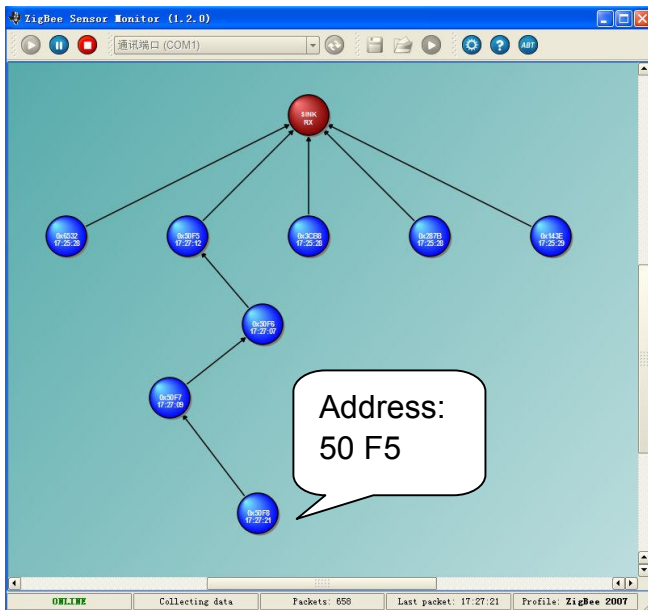 ZigBee Sensor Monitor (1.2.0)
通讯端口 (COM1)
ABT
SINK
RX
0x6532
17:25:28
0x50F5
17:27:12
0x3CB8
17:25:28
0x287B
17:25:28
0x143E
17:25:29
0x50F6
17:27:07
0x50F7
17:27:09
Address:
50 F5
0x50F8
17:27:21
ONLINE
Collecting data
Packets: 658
Last packet: 17:27:21
Profile: ZigBee 2007